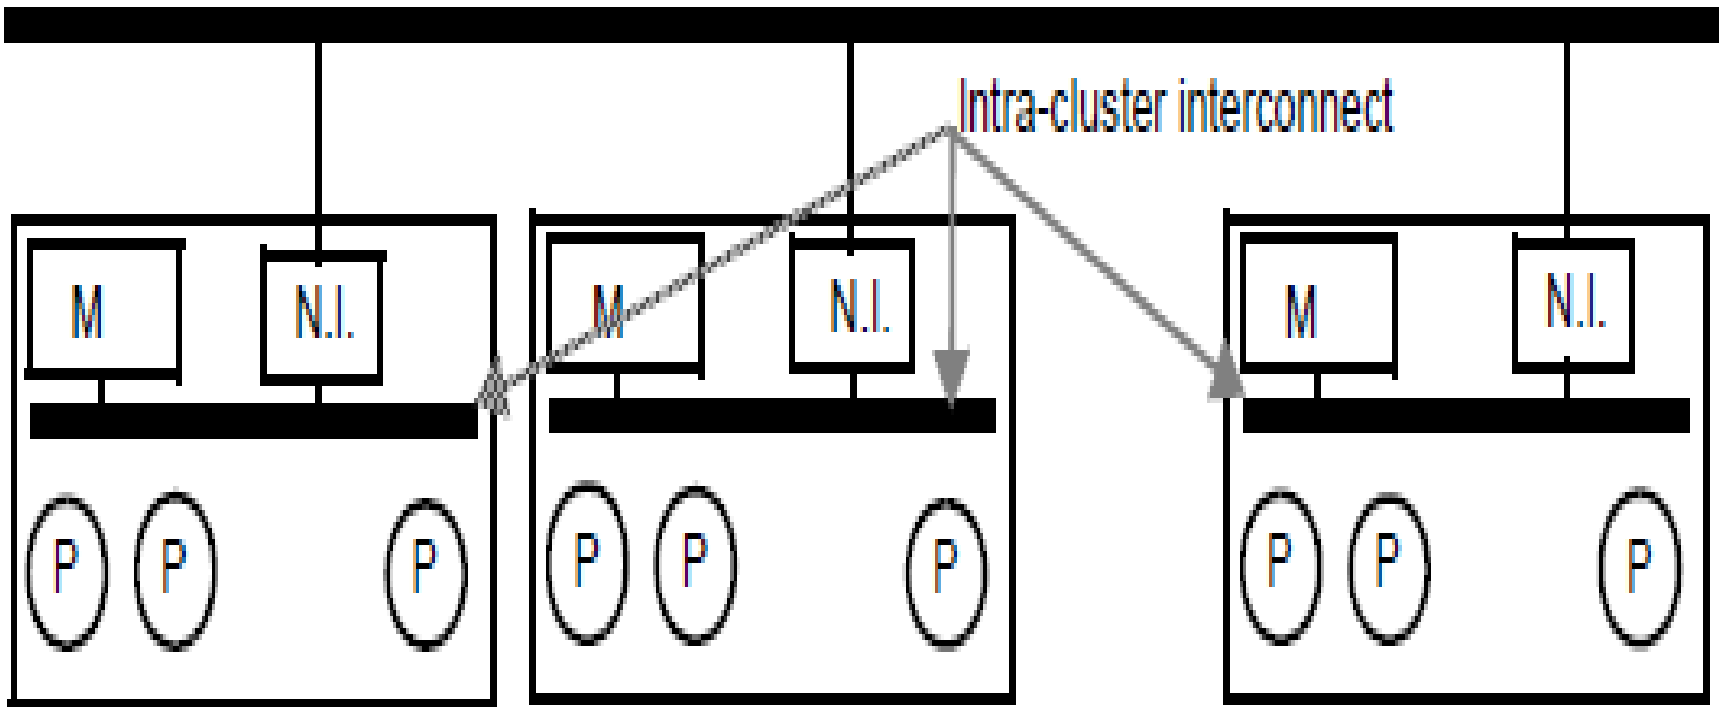 Intra-cluster interconnect
M N.I. M N.I. M N.I.
P P P P P P P P P